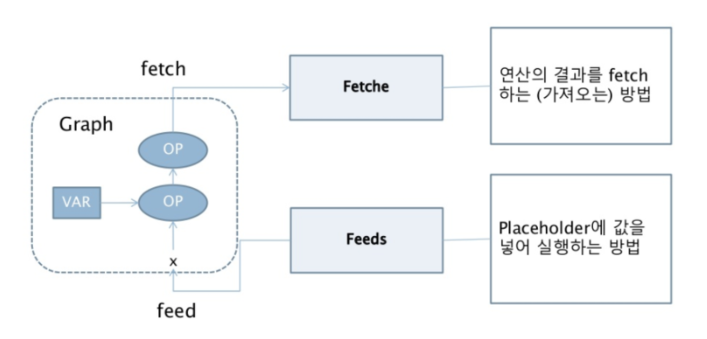 fetch
Graph
OP
VAR
OP
x
feed
Fetche
연산의 결과를 fetch
하는 (가져오는) 방법
Feeds
Placeholder에 값을
넣어 실행하는 방법